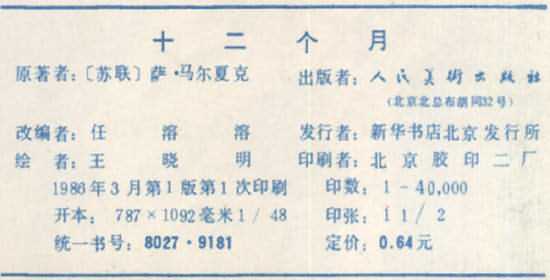 十二个月
原著者：〔苏联〕萨·马尔夏克 出版者：人民美術出版社
（北京北总布胡同32号）
改编者：任溶溶 发行者：新华书店北京发行所
绘者：王晓明 印刷者：北京胶印二厂
1986年3月第1版第1次印刷 印数：1-40,000
开本：787×1092毫米1/48 印张：1 1/2
统一书号：8027·9181 定价：0.64元